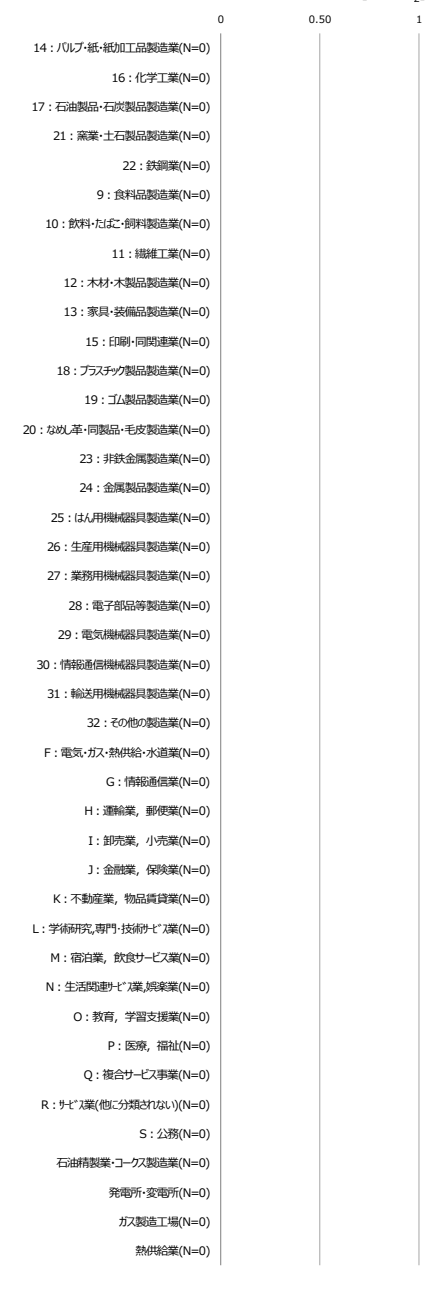 0 0.50 1
14：パルプ・紙・紙加工品製造業(N=0)
16：化学工業(N=0)
17：石油製品・石炭製品製造業(N=0)
21：窯業・土石製品製造業(N=0)
22：鉄鋼業(N=0)
9：食料品製造業(N=0)
10：飲料・たばこ・飼料製造業(N=0)
11：繊維工業(N=0)
12：木材・木製品製造業(N=0)
13：家具・装備品製造業(N=0)
15：印刷・同関連業(N=0)
18：プラスチック製品製造業(N=0)
19：ゴム製品製造業(N=0)
20：なめし革・同製品・毛皮製造業(N=0)
23：非鉄金属製造業(N=0)
24：金属製品製造業(N=0)
25：はん用機械器具製造業(N=0)
26：生産用機械器具製造業(N=0)
27：業務用機械器具製造業(N=0)
28：電子部品等製造業(N=0)
29：電気機械器具製造業(N=0)
30：情報通信機械器具製造業(N=0)
31：輸送用機械器具製造業(N=0)
32：その他の製造業(N=0)
F：電気・ガス・熱供給・水道業(N=0)
G：情報通信業(N=0)
H：運輸業，郵便業(N=0)
I：卸売業，小売業(N=0)
J：金融業，保険業(N=0)
K：不動産業，物品賃貸業(N=0)
L：学術研究,専門・技術ｻｰﾋﾞｽ業(N=0)
M：宿泊業，飲食サービス業(N=0)
N：生活関連ｻｰﾋﾞｽ業,娯楽業(N=0)
O：教育，学習支援業(N=0)
P：医療，福祉(N=0)
Q：複合サービス事業(N=0)
R：ｻｰﾋﾞｽ業(他に分類されない)(N=0)
S：公務(N=0)
石油精製業・コークス製造業(N=0)
発電所・変電所(N=0)
ガス製造工場(N=0)
熱供給業(N=0)